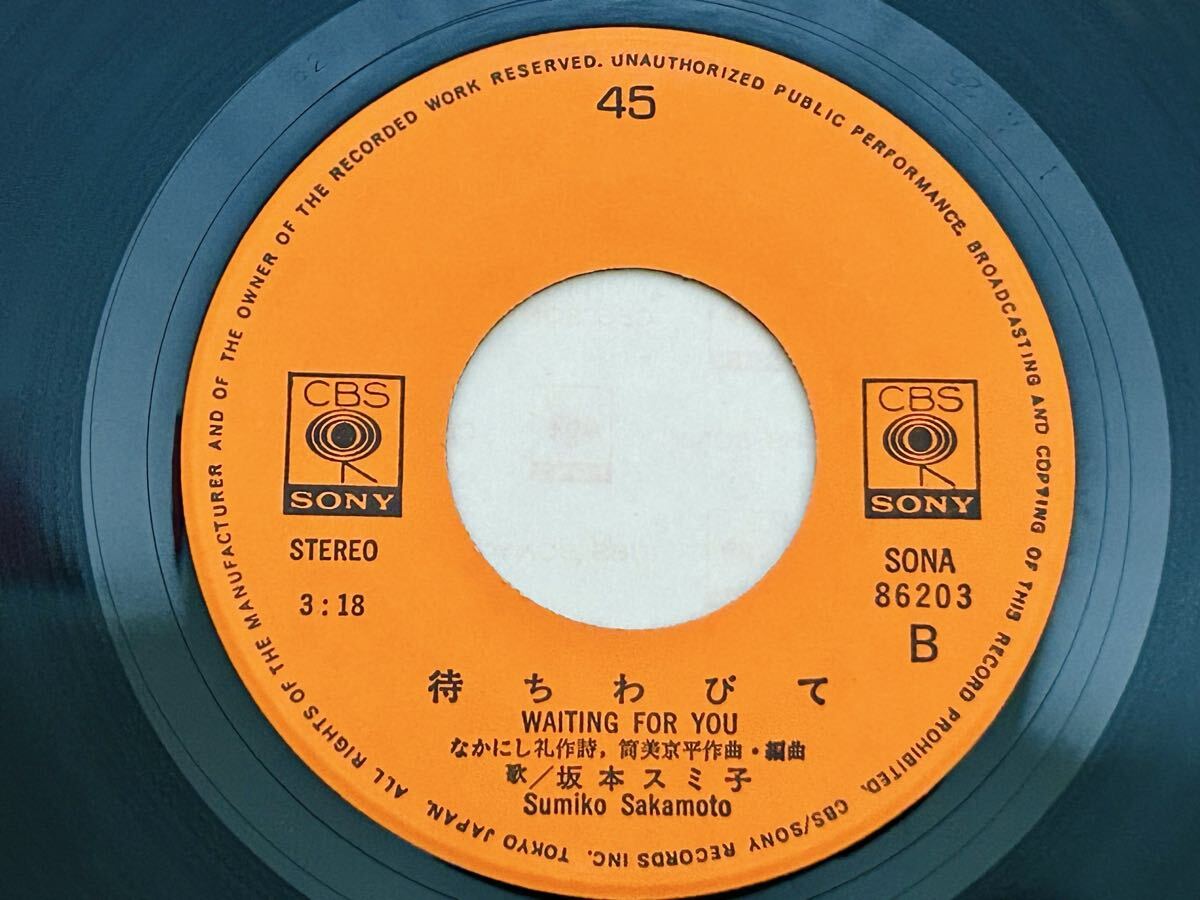 ALL RIGHTS OF THE MANUFACTURER AND OF THE OWNER OF THE RECORDED WORK RESERVED. UNAUTHORIZED PUBLIC PERFORMANCE, BROADCASTING AND COPYING OF THIS RECORD PROHIBITED. CBS/SONY RECORDS INC. TOKYO JAPAN.
45
CBS
SONY
STEREO
3:18
CBS
SONY
SONA
86203
B
待ちわびて
WAITING FOR YOU
なかにし礼作詩，筒美京平作曲・編曲
歌／坂本スミ子
Sumiko Sakamoto